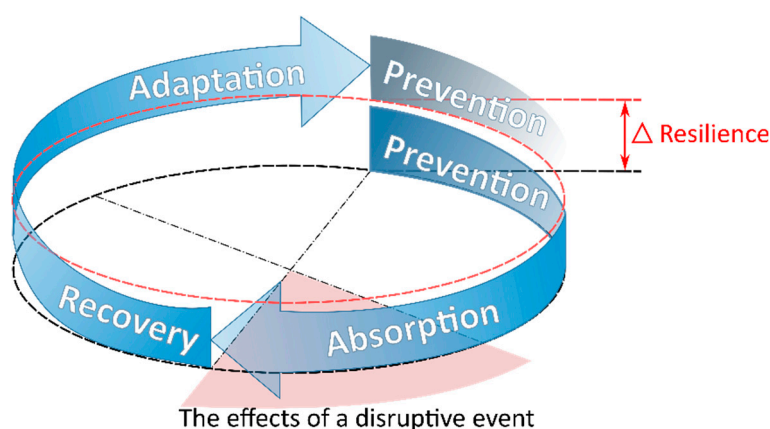 Adaptation
Prevention
Prevention
△ Resilience
Recovery
Absorption
The effects of a disruptive event